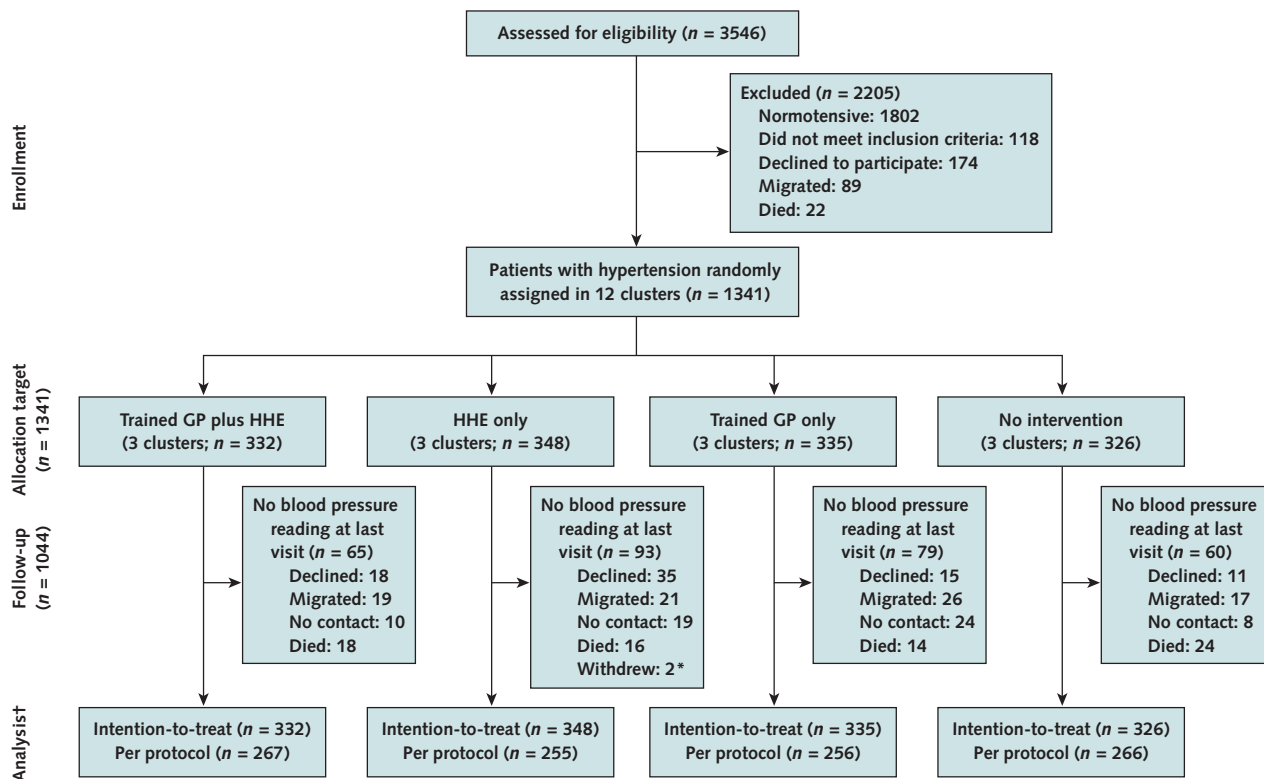 Assessed for eligibility (n = 3546)
Enrollment
Excluded (n = 2205)
Normotensive: 1802
Did not meet inclusion criteria: 118
Declined to participate: 174
Migrated: 89
Died: 22
Patients with hypertension randomly
assigned in 12 clusters (n = 1341)
Allocation target
(n = 1341)
Trained GP plus HHE
(3 clusters; n = 332)
HHE only
(3 clusters; n = 348)
Trained GP only
(3 clusters; n = 335)
No intervention
(3 clusters; n = 326)
Follow-up
(n = 1044)
No blood pressure
reading at last
visit (n = 65)
Declined: 18
Migrated: 19
No contact: 10
Died: 18
No blood pressure
reading at last
visit (n = 93)
Declined: 35
Migrated: 21
No contact: 19
Died: 16
Withdrew: 2*
No blood pressure
reading at last
visit (n = 79)
Declined: 15
Migrated: 26
No contact: 24
Died: 14
No blood pressure
reading at last
visit (n = 60)
Declined: 11
Migrated: 17
No contact: 8
Died: 24
Analysis†
Intention-to-treat (n = 332)
Per protocol (n = 267)
Intention-to-treat (n = 348)
Per protocol (n = 255)
Intention-to-treat (n = 335)
Per protocol (n = 256)
Intention-to-treat (n = 326)
Per protocol (n = 266)